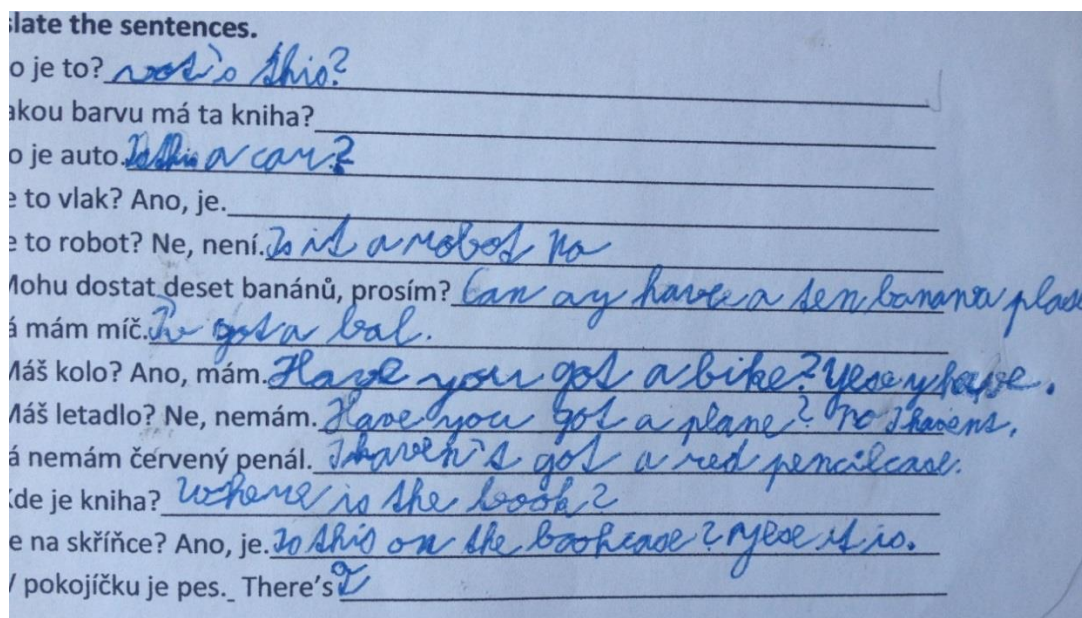 slate the sentences.
o je to? wot's this?
akou barvu má ta kniha?
o je auto. Is this a car?
e to vlak? Ano, je.
e to robot? Ne, není. Is it a robot No
Mohu dostat deset banánů, prosím? Can ay have a ten banana plas
á mám míč. I'v got a bal.
Máš kolo? Ano, mám. Have you got a bike? Yese y have.
Máš letadlo? Ne, nemám. Have you got a plane? No I havent.
á nemám červený penál. I haven's got a red pencilcase.
Kde je kniha? Where is the book?
e na skříňce? Ano, je. Is this on the bookcase? Yese it is.
V pokojíčku je pes. There's